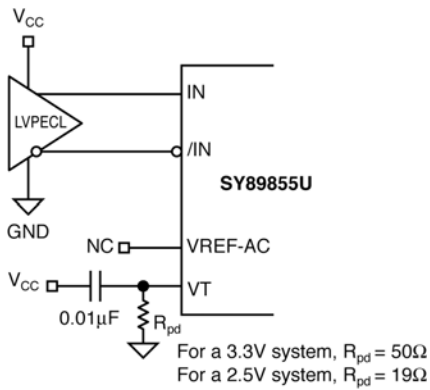 VCC
IN
LVPECL
/IN
SY89855U
GND
NC
VREF-AC
VCC
VT
0.01µF
Rpd
For a 3.3V system, Rpd = 50Ω
For a 2.5V system, Rpd = 19Ω